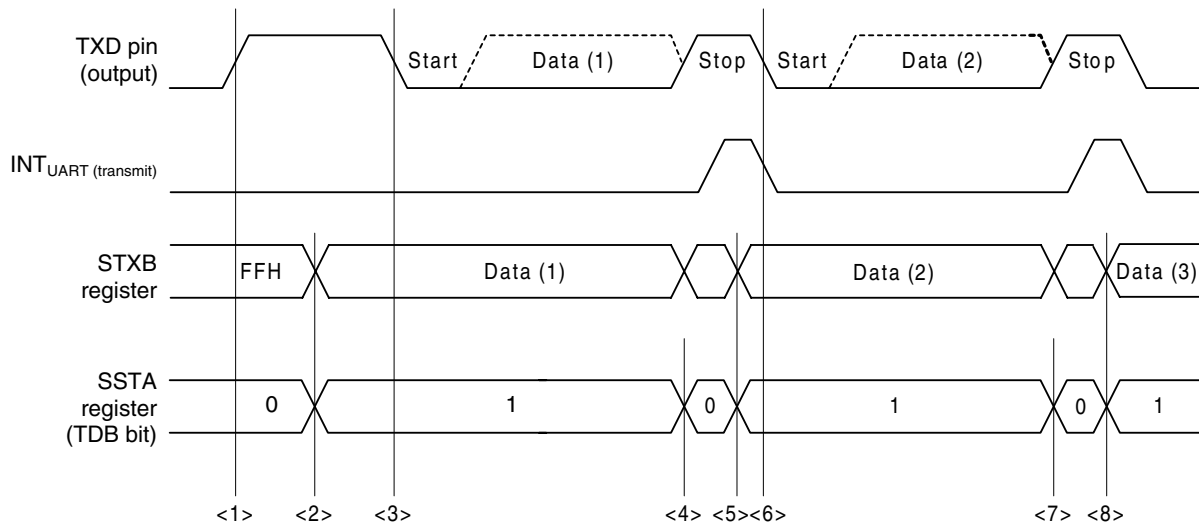 TXD pin
(output)
Start
Data (1)
Stop
Start
Data (2)
Stop
INTUART (transmit)
STXB
register
FFH
Data (1)
Data (2)
Data (3)
SSTA
register
(TDB bit)
0
1
0
1
0
1
<1>
<2>
<3>
<4>
<5>
<6>
<7>
<8>